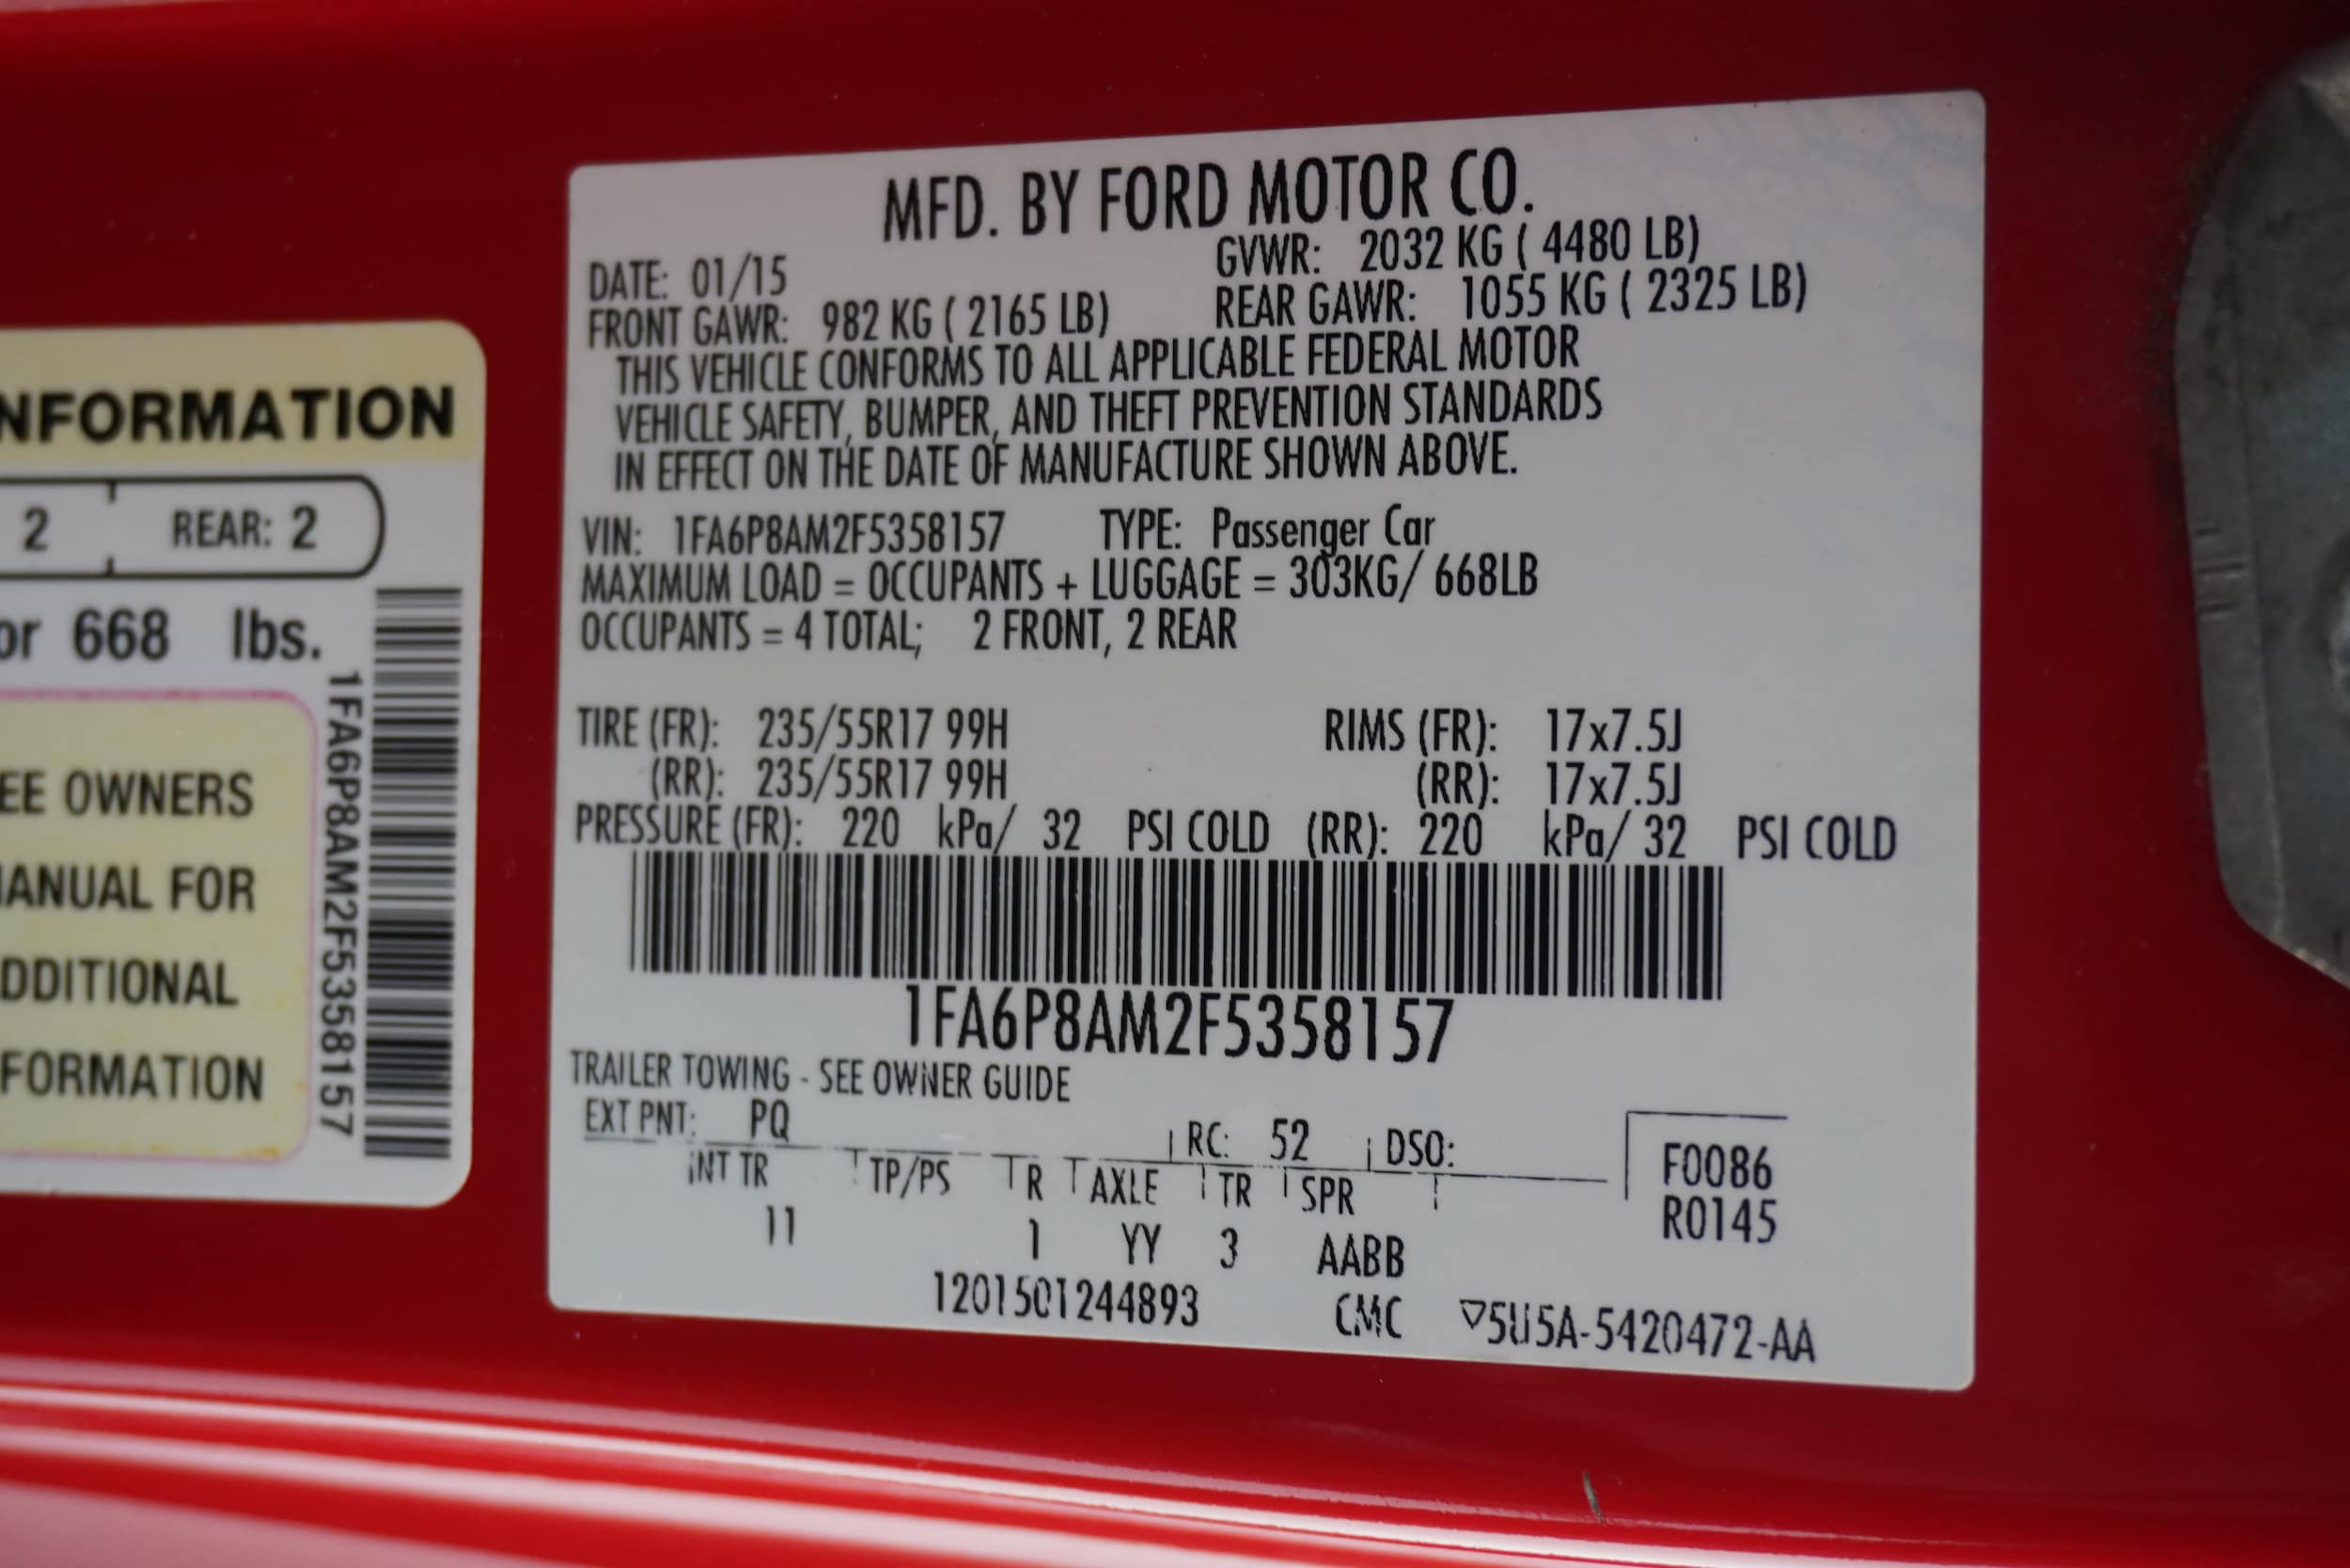 NFORMATION
2 REAR: 2
or 668 lbs.
1FA6P8AM2F5358157
EE OWNERS
ANUAL FOR
DDITIONAL
FORMATION
MFD. BY FORD MOTOR CO.
DATE: 01/15 GVWR: 2032 KG ( 4480 LB)
FRONT GAWR: 982 KG ( 2165 LB) REAR GAWR: 1055 KG ( 2325 LB)
THIS VEHICLE CONFORMS TO ALL APPLICABLE FEDERAL MOTOR
VEHICLE SAFETY, BUMPER, AND THEFT PREVENTION STANDARDS
IN EFFECT ON THE DATE OF MANUFACTURE SHOWN ABOVE.
VIN: 1FA6P8AM2F5358157 TYPE: Passenger Car
MAXIMUM LOAD = OCCUPANTS + LUGGAGE = 303KG/ 668LB
OCCUPANTS = 4 TOTAL; 2 FRONT, 2 REAR
TIRE (FR): 235/55R17 99H RIMS (FR): 17x7.5J
(RR): 235/55R17 99H (RR): 17x7.5J
PRESSURE (FR): 220 kPa/ 32 PSI COLD (RR): 220 kPa/ 32 PSI COLD
1FA6P8AM2F5358157
TRAILER TOWING - SEE OWNER GUIDE
EXT PNT: PQ RC: 52 DSO: F0086
INT TR TP/PS R AXLE TR SPR R0145
11 1 YY 3 AABB
1201501244893 CMC ▽5U5A-5420472-AA